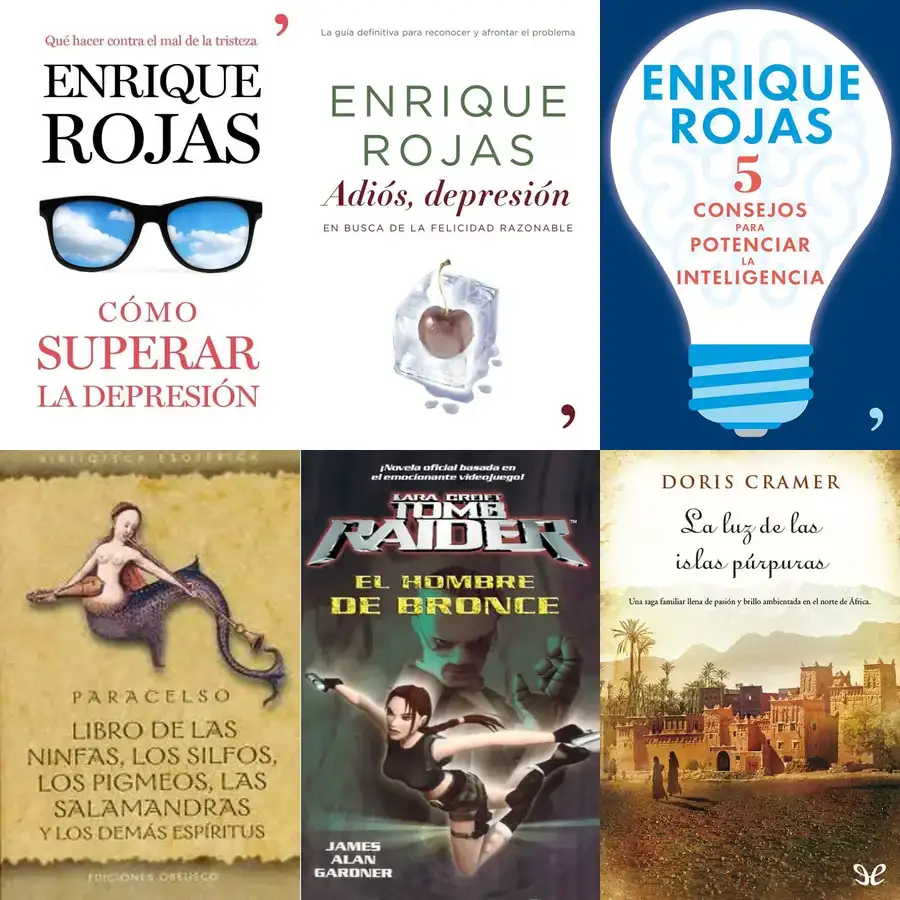 Qué hacer contra el mal de la tristeza
ENRIQUE
ROJAS
CÓMO
SUPERAR
LA DEPRESIÓN
La guía definitiva para reconocer y afrontar el problema
ENRIQUE
ROJAS
Adiós, depresión
EN BUSCA DE LA FELICIDAD RAZONABLE
ENRIQUE
ROJAS
5
CONSEJOS
PARA
POTENCIAR
LA
INTELIGENCIA
BIBLIOTECA ESOTÉRICA
PARACELSO
LIBRO DE LAS
NINFAS, LOS SILFOS,
LOS PIGMEOS, LAS
SALAMANDRAS
Y LOS DEMÁS ESPÍRITUS
EDICIONES OBELISCO
¡Novela oficial basada en
el emocionante videojuego!
LARA CROFT
TOMB
RAIDER™
EL HOMBRE
DE BRONCE
JAMES
ALAN
GARDNER
DORIS CRAMER
La luz de las
islas púrpuras
Una saga familiar llena de pasión y brillo ambientada en el norte de África.